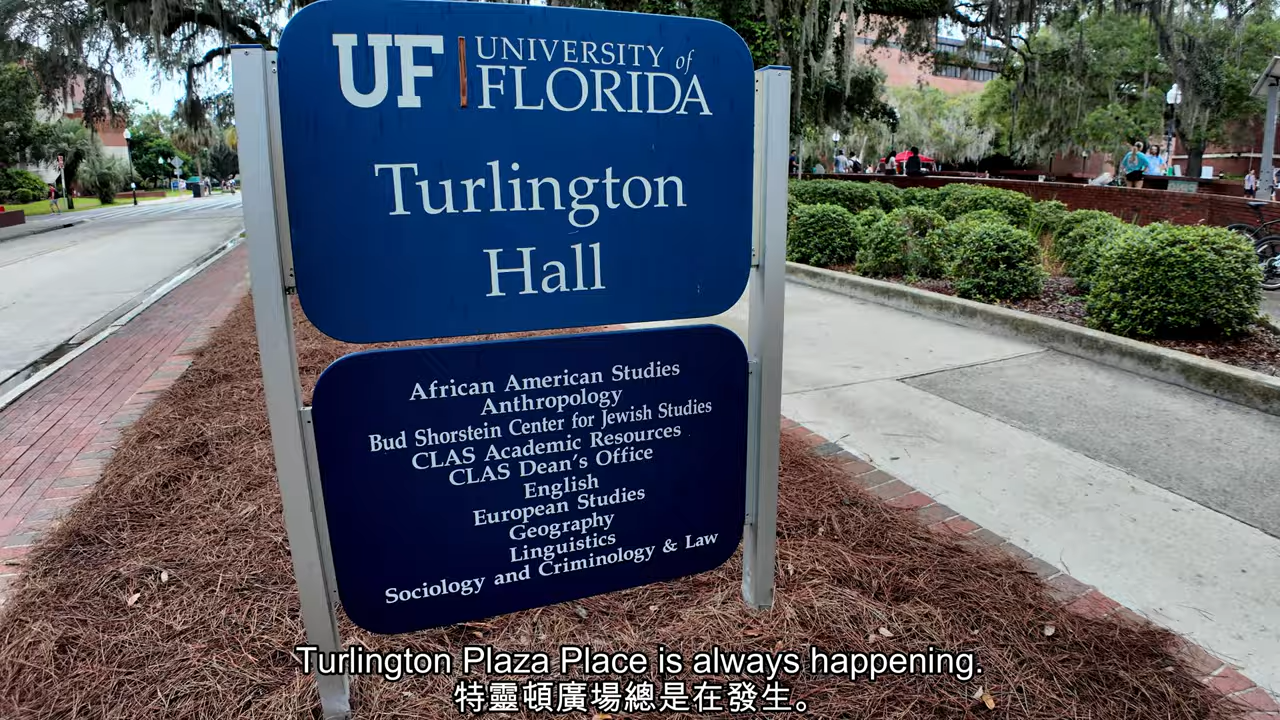 UF UNIVERSITY of
FLORIDA
Turlington
Hall
African American Studies
Anthropology
Bud Shorstein Center for Jewish Studies
CLAS Academic Resources
CLAS Dean's Office
English
European Studies
Geography
Linguistics
Sociology and Criminology & Law
Turlington Plaza Place is always happening.
特靈頓廣場總是在發生。